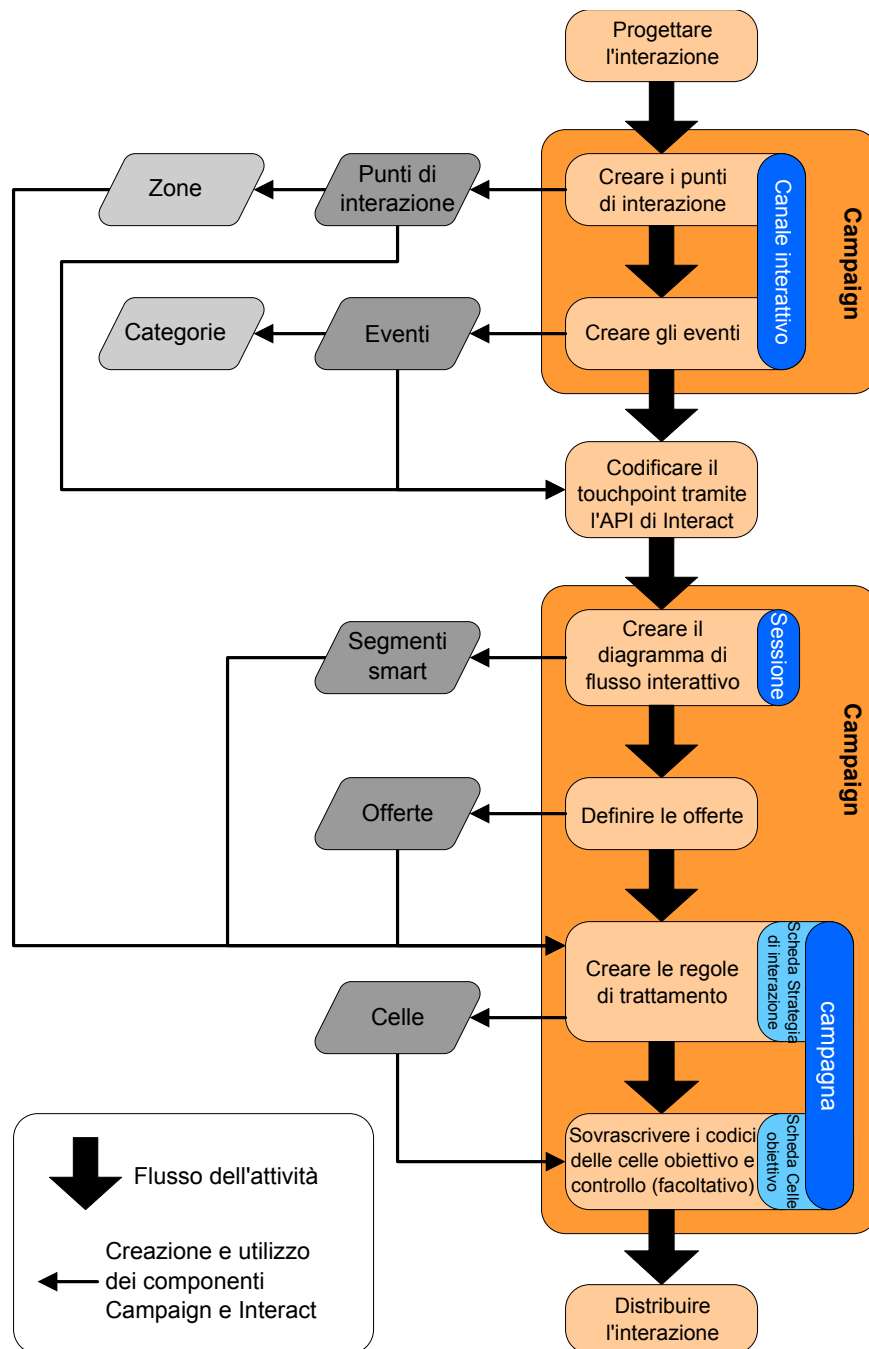 Progettare
l'interazione
Zone
Punti di
interazione
Creare i punti
di interazione
Canale interattivo
Campaign
Categorie
Eventi
Creare gli eventi
Codificare il
touchpoint tramite
l'API di Interact
Segmenti
smart
Creare il
diagramma di
flusso interattivo
Sessione
Campaign
Offerte
Definire le offerte
Creare le regole
di trattamento
Scheda Strategia
di interazione
campagna
Celle
Sovrascrivere i codici
delle celle obiettivo e
controllo (facoltativo)
Scheda Celle
obiettivo
Flusso dell'attività
Creazione e utilizzo
dei componenti
Campaign e Interact
Distribuire
l'interazione